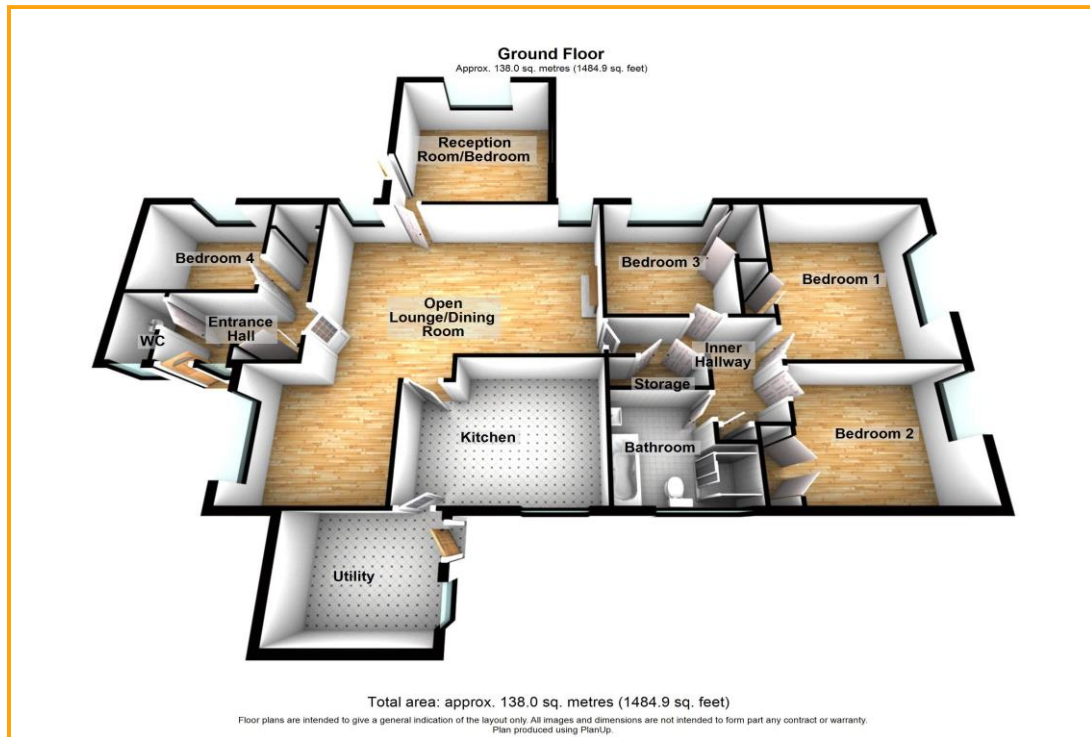 Ground Floor
Approx. 138.0 sq. metres (1484.9 sq. feet)
Reception
Room/Bedroom
Bedroom 4
Bedroom 3
Bedroom 1
Open
Lounge/Dining
Room
Entrance
Hall
WC
Inner
Hallway
Storage
Kitchen
Bathroom
Bedroom 2
Utility
Total area: approx. 138.0 sq. metres (1484.9 sq. feet)
Floor plans are intended to give a general indication of the layout only. All images and dimensions are not intended to form part any contract or warranty.
Plan produced using PlanUp.